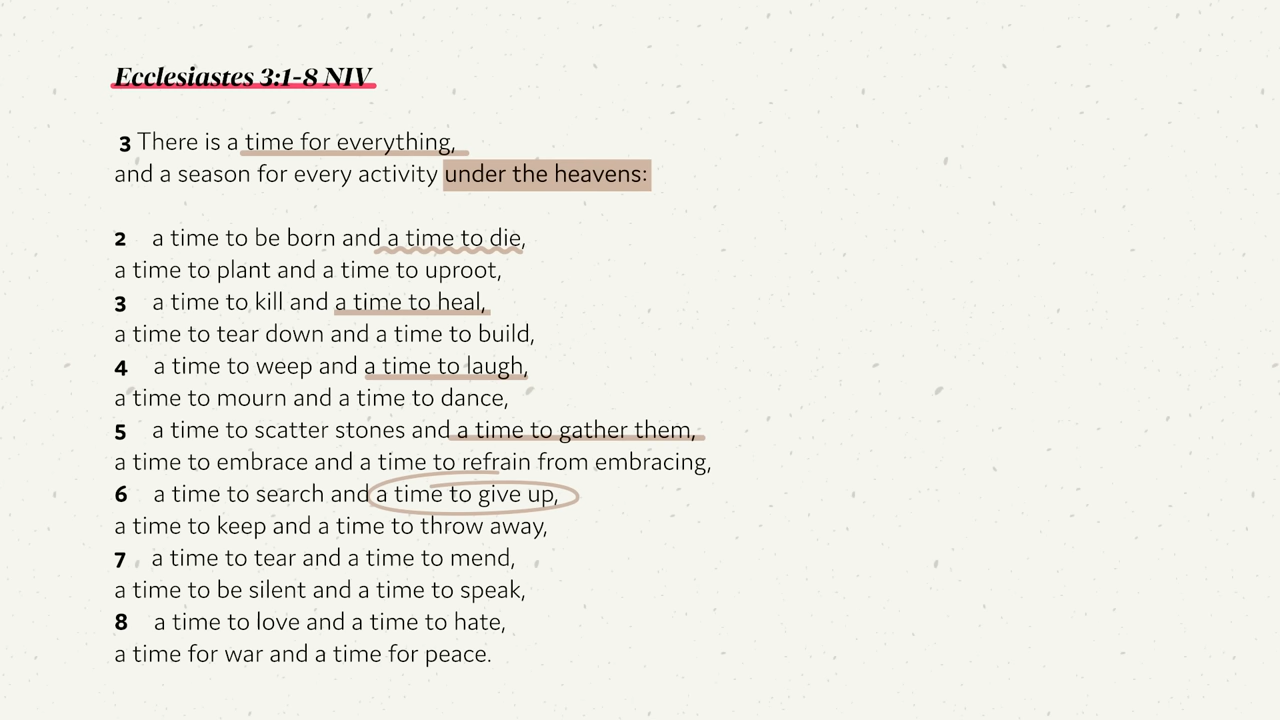 Ecclesiastes 3:1-8 NIV
3 There is a time for everything,
and a season for every activity under the heavens:
2 a time to be born and a time to die,
a time to plant and a time to uproot,
3 a time to kill and a time to heal,
a time to tear down and a time to build,
4 a time to weep and a time to laugh,
a time to mourn and a time to dance,
5 a time to scatter stones and a time to gather them,
a time to embrace and a time to refrain from embracing,
6 a time to search and a time to give up,
a time to keep and a time to throw away,
7 a time to tear and a time to mend,
a time to be silent and a time to speak,
8 a time to love and a time to hate,
a time for war and a time for peace.